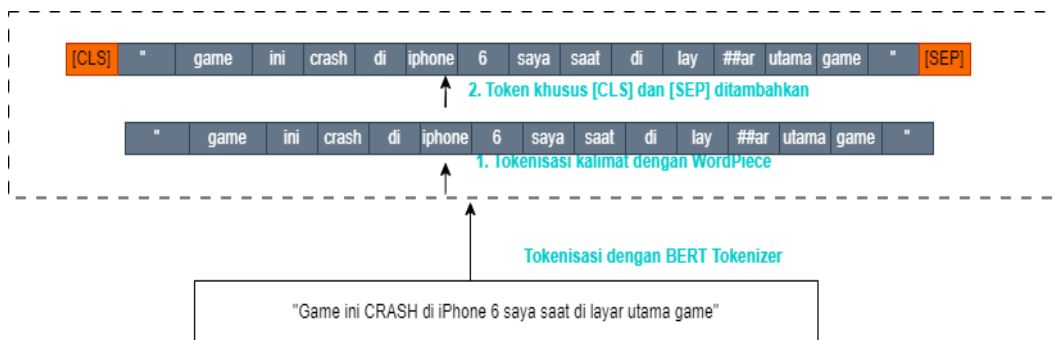 [CLS] " game ini crash di iphone 6 saya saat di lay ##ar utama game " [SEP]
2. Token khusus [CLS] dan [SEP] ditambahkan
" game ini crash di iphone 6 saya saat di lay ##ar utama game "
1. Tokenisasi kalimat dengan WordPiece
Tokenisasi dengan BERT Tokenizer
"Game ini CRASH di iPhone 6 saya saat di layar utama game"